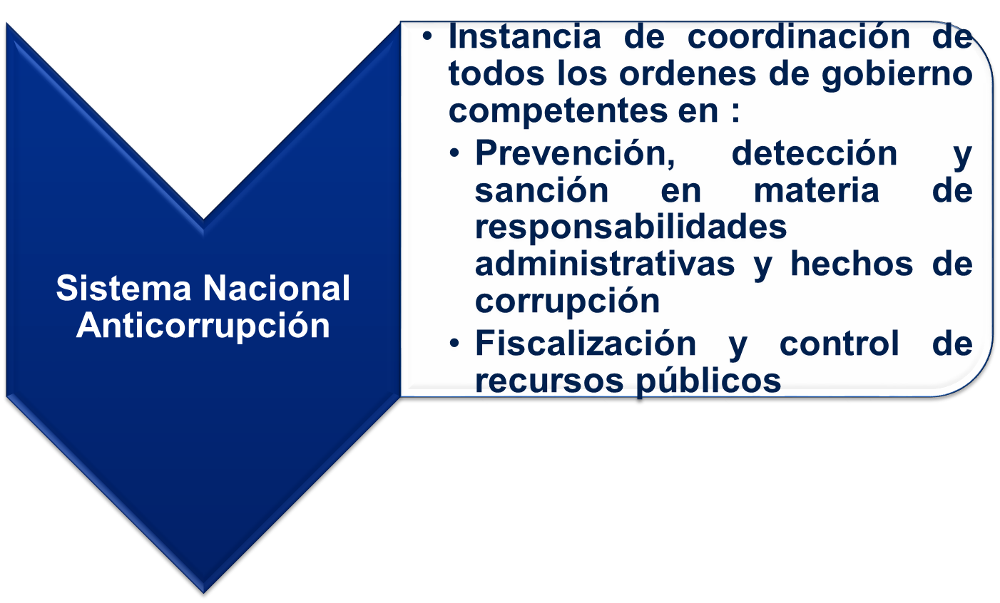 Sistema Nacional
Anticorrupción
• Instancia de coordinación de
todos los ordenes de gobierno
competentes en :
• Prevención, detección y
sanción en materia de
responsabilidades
administrativas y hechos de
corrupción
• Fiscalización y control de
recursos públicos